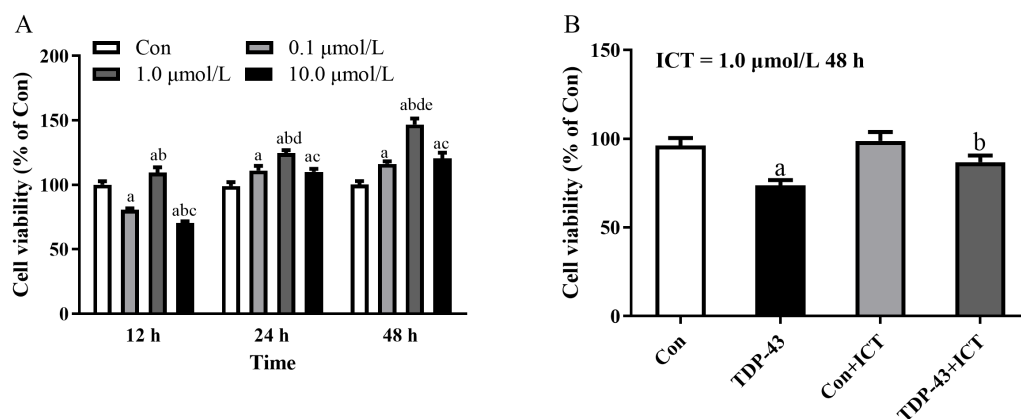 A
Cell viability (% of Con)
200
150
100
50
0
Con
0.1 μmol/L
1.0 μmol/L
10.0 μmol/L
a
ab
abc
a
abd
ac
a
abde
ac
12 h
24 h
48 h
Time
B
Cell viability (% of Con)
150
100
50
0
ICT = 1.0 μmol/L 48 h
a
b
Con
TDP-43
Con+ICT
TDP-43+ICT